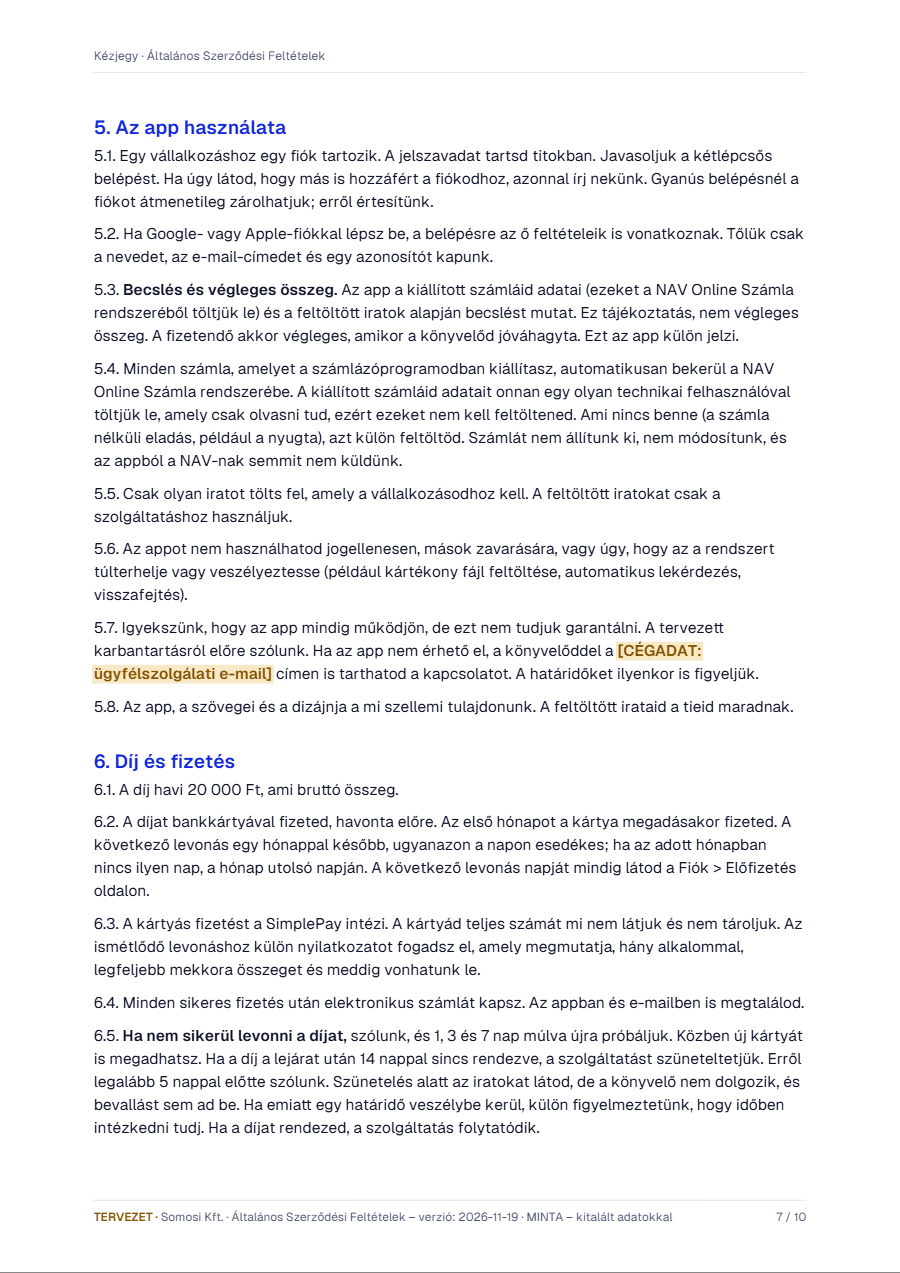 Kézjegy · Általános Szerződési Feltételek
5. Az app használata
5.1. Egy vállalkozáshoz egy fiók tartozik. A jelszavadat tartsd titokban. Javasoljuk a kétlépcsős
belépést. Ha úgy látod, hogy más is hozzáfért a fiókodhoz, azonnal írj nekünk. Gyanús belépésnél a
fiókot átmenetileg zárolhatjuk; erről értesítünk.
5.2. Ha Google- vagy Apple-fiókkal lépsz be, a belépésre az ő feltételeik is vonatkoznak. Tőlük csak
a nevedet, az e-mail-címedet és egy azonosítót kapunk.
5.3. Becslés és végleges összeg. Az app a kiállított számláid adatai (ezeket a NAV Online Számla
rendszeréből töltjük le) és a feltöltött iratok alapján becslést mutat. Ez tájékoztatás, nem végleges
összeg. A fizetendő akkor végleges, amikor a könyvelőd jóváhagyta. Ezt az app külön jelzi.
5.4. Minden számla, amelyet a számlázóprogramodban kiállítasz, automatikusan bekerül a NAV
Online Számla rendszerébe. A kiállított számláid adatait onnan egy olyan technikai felhasználóval
töltjük le, amely csak olvasni tud, ezért ezeket nem kell feltöltened. Ami nincs benne (a számla
nélküli eladás, például a nyugta), azt külön feltöltöd. Számlát nem állítunk ki, nem módosítunk, és
az appból a NAV-nak semmit nem küldünk.
5.5. Csak olyan iratot tölts fel, amely a vállalkozásodhoz kell. A feltöltött iratokat csak a
szolgáltatáshoz használjuk.
5.6. Az appot nem használhatod jogellenesen, mások zavarására, vagy úgy, hogy az a rendszert
túlterhelje vagy veszélyeztesse (például kártékony fájl feltöltése, automatikus lekérdezés,
visszafejtés).
5.7. Igyekszünk, hogy az app mindig működjön, de ezt nem tudjuk garantálni. A tervezett
karbantartásról előre szólunk. Ha az app nem érhető el, a könyvelőddel a [CÉGADAT:
ügyfélszolgálati e-mail] címen is tarthatod a kapcsolatot. A határidőket ilyenkor is figyeljük.
5.8. Az app, a szövegei és a dizájnja a mi szellemi tulajdonunk. A feltöltött irataid a tieid maradnak.
6. Díj és fizetés
6.1. A díj havi 20 000 Ft, ami bruttó összeg.
6.2. A díjat bankkártyával fizeted, havonta előre. Az első hónapot a kártya megadásakor fizeted. A
következő levonás egy hónappal később, ugyanazon a napon esedékes; ha az adott hónapban
nincs ilyen nap, a hónap utolsó napján. A következő levonás napját mindig látod a Fiók > Előfizetés
oldalon.
6.3. A kártyás fizetést a SimplePay intézi. A kártyád teljes számát mi nem látjuk és nem tároljuk. Az
ismétlődő levonáshoz külön nyilatkozatot fogadsz el, amely megmutatja, hány alkalommal,
legfeljebb mekkora összeget és meddig vonhatunk le.
6.4. Minden sikeres fizetés után elektronikus számlát kapsz. Az appban és e-mailben is megtalálod.
6.5. Ha nem sikerül levonni a díjat, szólunk, és 1, 3 és 7 nap múlva újra próbáljuk. Közben új kártyát
is megadhatsz. Ha a díj a lejárat után 14 nappal sincs rendezve, a szolgáltatást szüneteltetjük. Erről
legalább 5 nappal előtte szólunk. Szünetelés alatt az iratokat látod, de a könyvelő nem dolgozik, és
bevallást sem ad be. Ha emiatt egy határidő veszélybe kerül, külön figyelmeztetünk, hogy időben
intézkedni tudj. Ha a díjat rendezed, a szolgáltatás folytatódik.
TERVEZET · Somosi Kft. · Általános Szerződési Feltételek – verzió: 2026-11-19 · MINTA – kitalált adatokkal
7 / 10